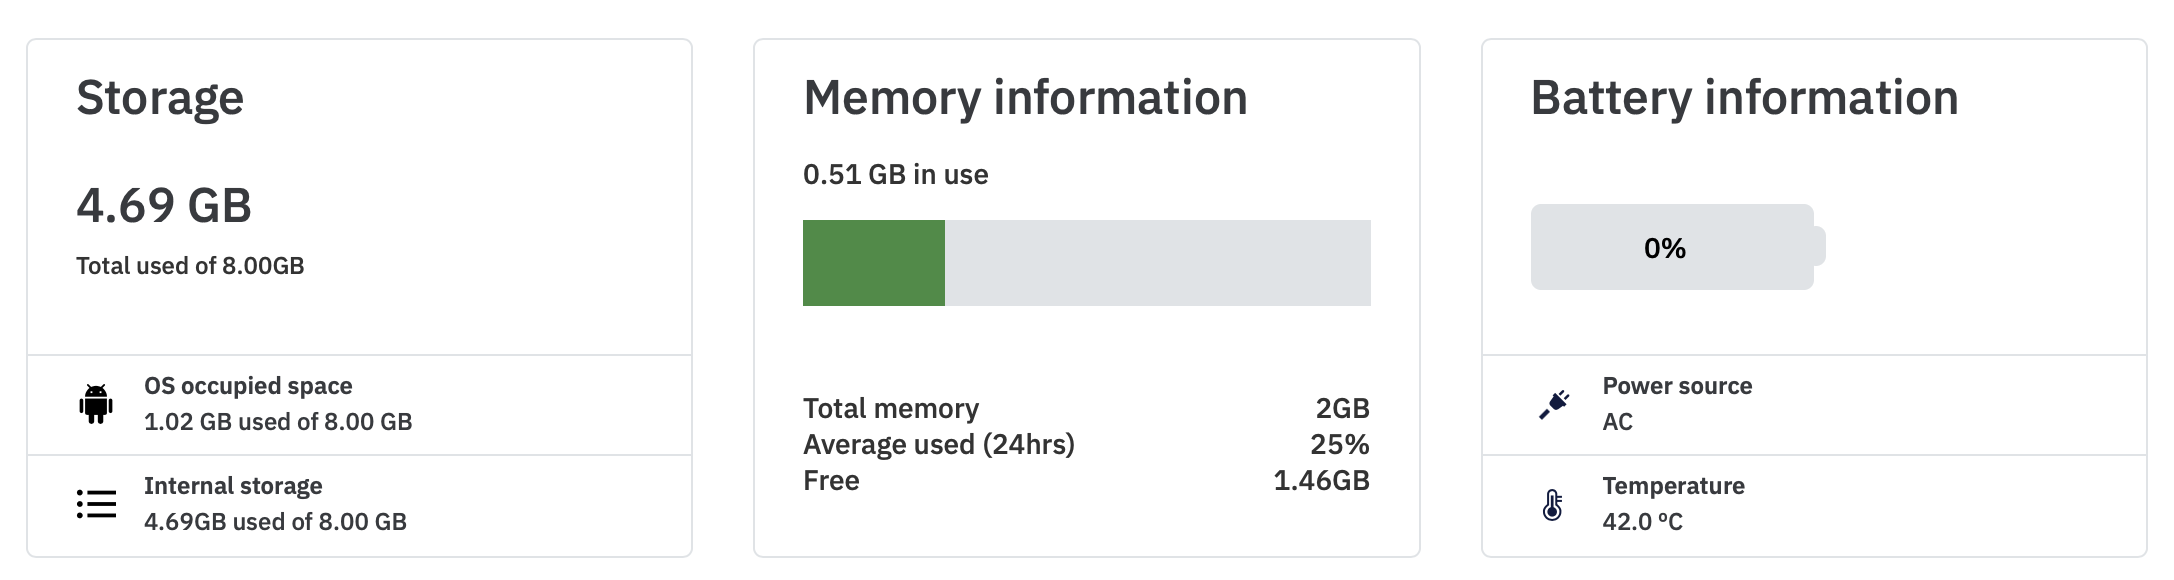 Storage
4.69 GB
Total used of 8.00GB
OS occupied space
1.02 GB used of 8.00 GB
Internal storage
4.69GB used of 8.00 GB
Memory information
0.51 GB in use
Total memory 2GB
Average used (24hrs) 25%
Free 1.46GB
Battery information
0%
Power source
AC
Temperature
42.0 ºC